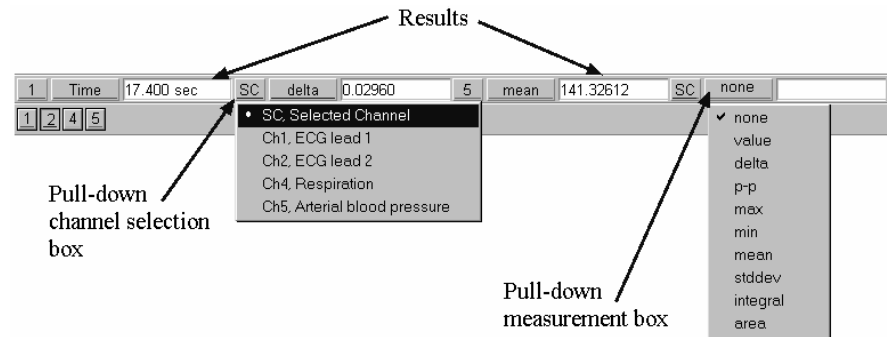 Results
1 Time 17.400 sec SC delta 0.02960 5 mean 141.32612 SC none
1 2 4 5
• SC, Selected Channel
Ch1, ECG lead 1
Ch2, ECG lead 2
Ch4, Respiration
Ch5, Arterial blood pressure
✓ none
value
delta
p-p
max
min
mean
stddev
integral
area
Pull-down
channel selection
box
Pull-down
measurement box